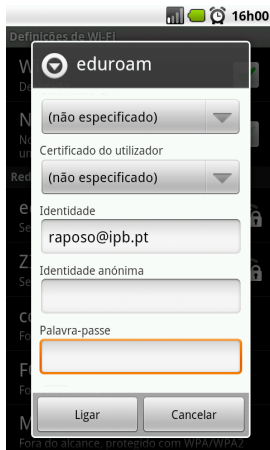 16h00
Definições de Wi-Fi
eduroam
(não especificado)
Certificado do utilizador
(não especificado)
Identidade
raposo@ipb.pt
Identidade anónima
Palavra-passe
Ligar
Cancelar
Fora do alcance, protegido com WPA/WPA2